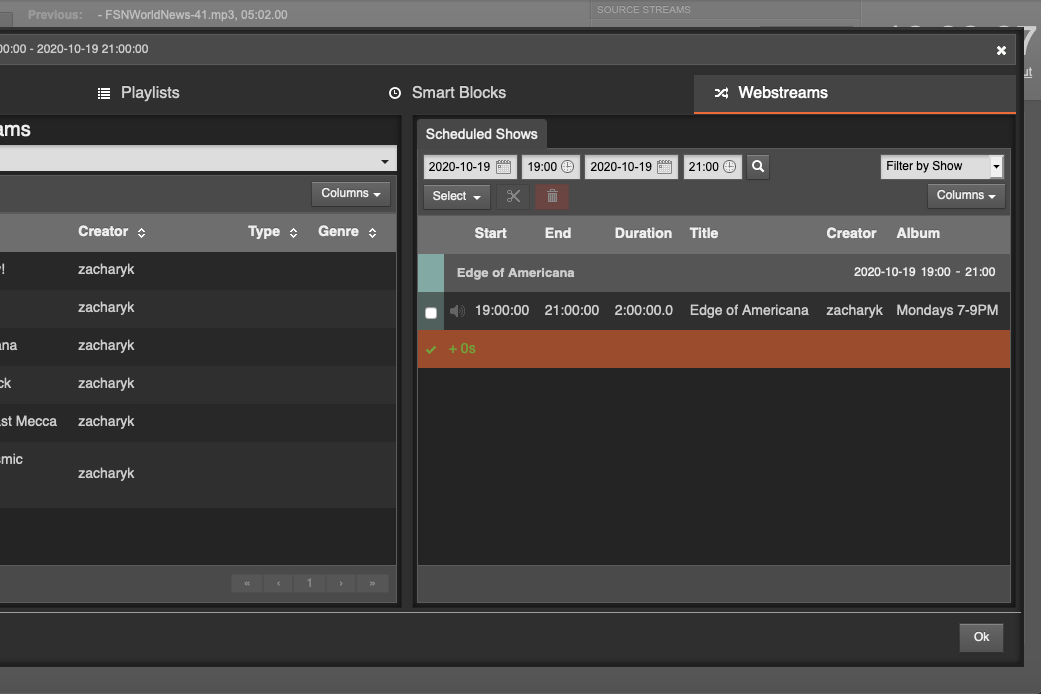 Previous: - FSNWorldNews-41.mp3, 05:02.00
SOURCE STREAMS
00:00 - 2020-10-19 21:00:00
Playlists
Smart Blocks
Webstreams
ams
Scheduled Shows
2020-10-19 19:00 2020-10-19 21:00
Filter by Show
Columns
Select
Columns
Creator Type Genre
Start End Duration Title Creator Album
Edge of Americana 2020-10-19 19:00 - 21:00
19:00:00 21:00:00 2:00:00.0 Edge of Americana zacharyk Mondays 7-9PM
+ 0s
! zacharyk
zacharyk
ana zacharyk
ck zacharyk
st Mecca zacharyk
smic
zacharyk
« ‹ 1 › »
Ok